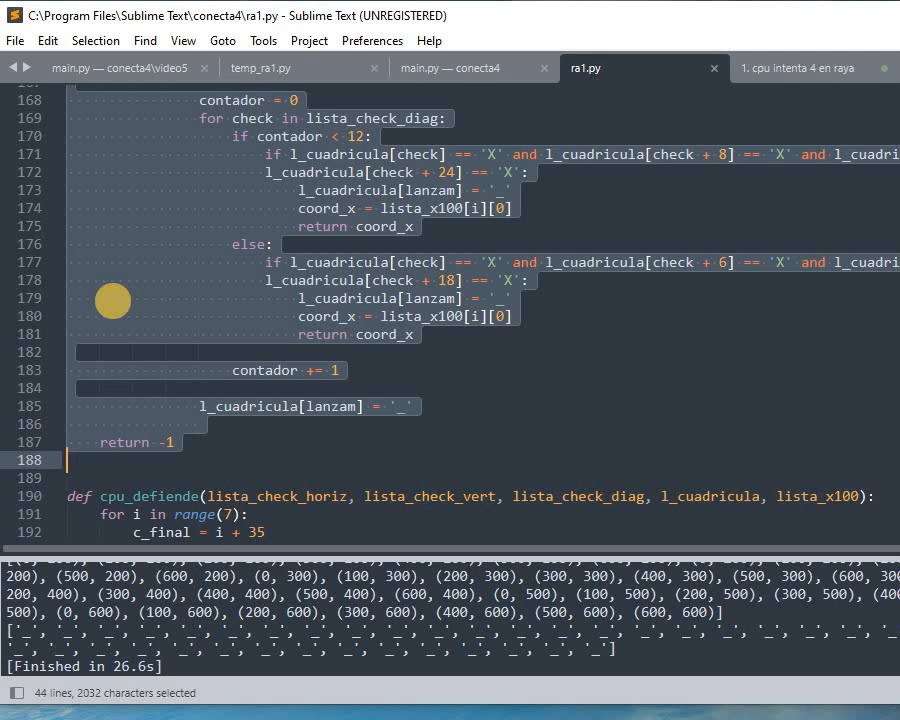 C:\Program Files\Sublime Text\conecta4\ra1.py - Sublime Text (UNREGISTERED)
File Edit Selection Find View Goto Tools Project Preferences Help
main.py — conecta4\video5 × temp_ra1.py × main.py — conecta4 × ra1.py × 1. cpu intenta 4 en raya
168 contador = 0
169 for check in lista_check_diag:
170 if contador < 12:
171 if l_cuadricula[check] == 'X' and l_cuadricula[check + 8] == 'X' and l_cuadri
172 l_cuadricula[check + 24] == 'X':
173 l_cuadricula[lanzam] = '_'
174 coord_x = lista_x100[i][0]
175 return coord_x
176 else:
177 if l_cuadricula[check] == 'X' and l_cuadricula[check + 6] == 'X' and l_cuadri
178 l_cuadricula[check + 18] == 'X':
179 l_cuadricula[lanzam] = '_'
180 coord_x = lista_x100[i][0]
181 return coord_x
182
183 contador += 1
184
185 l_cuadricula[lanzam] = '_'
186
187 return -1
188
189
190 def cpu_defiende(lista_check_horiz, lista_check_vert, lista_check_diag, l_cuadricula, lista_x100):
191 for i in range(7):
192 c_final = i + 35
200), (500, 200), (600, 200), (0, 300), (100, 300), (200, 300), (300, 300), (400, 300), (500, 300), (600, 30
200, 400), (300, 400), (400, 400), (500, 400), (600, 400), (0, 500), (100, 500), (200, 500), (300, 500), (40
500), (0, 600), (100, 600), (200, 600), (300, 600), (400, 600), (500, 600), (600, 600)]
['_', '_', '_', '_', '_', '_', '_', '_', '_', '_', '_', '_', '_', '_', '_', '_', '_', '_', '_', '_', '_', '_', '_', '_
'_', '_', '_', '_', '_', '_', '_', '_', '_', '_', '_', '_', '_', '_', '_', '_', '_', '_']
[Finished in 26.6s]
44 lines, 2032 characters selected